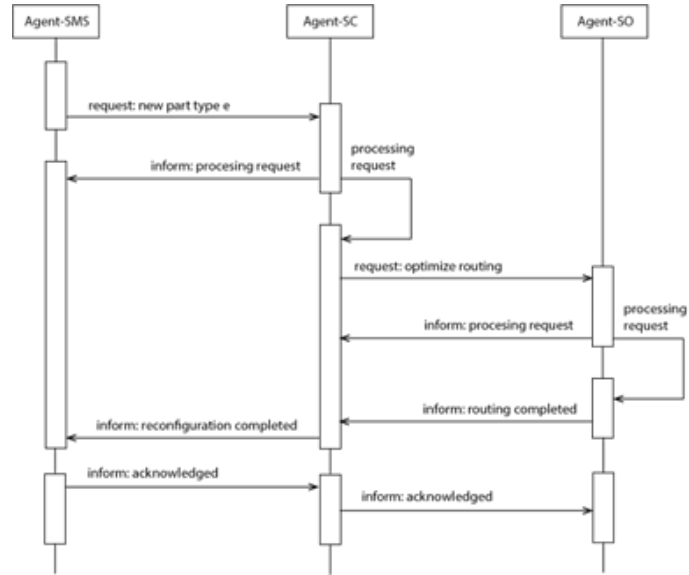 Agent-SMS
Agent-SC
Agent-SO
request: new part type e
processing
request
inform: procesing request
request: optimize routing
processing
request
inform: procesing request
inform: routing completed
inform: reconfiguration completed
inform: acknowledged
inform: acknowledged